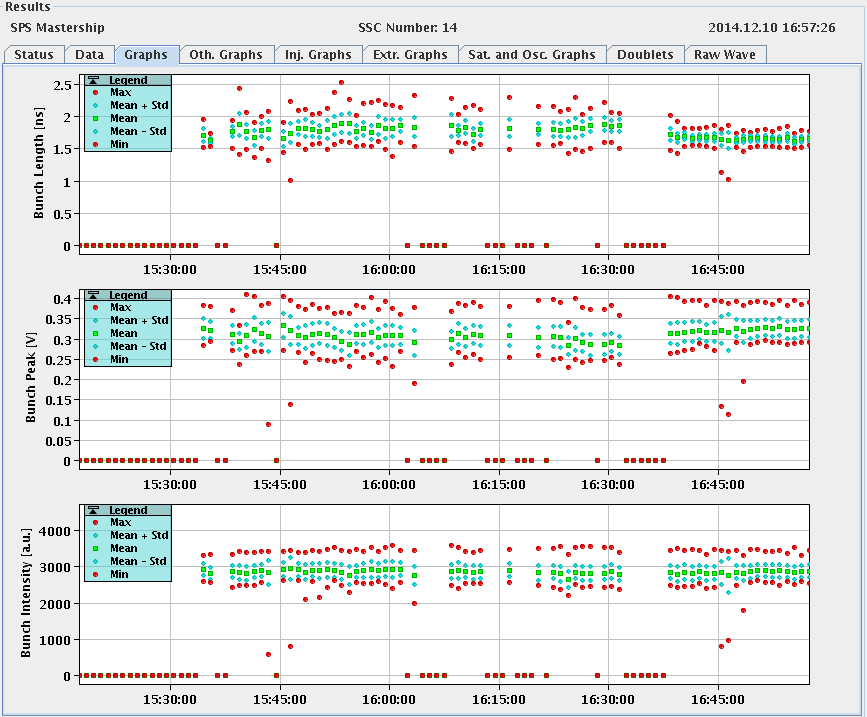 Results
SPS Mastership SSC Number: 14 2014.12.10 16:57:26
Status Data Graphs Oth. Graphs Inj. Graphs Extr. Graphs Sat. and Osc. Graphs Doublets Raw Wave
Bunch Length [ns]
2.5
2
1.5
1
0.5
0
Legend
Max
Mean + Std
Mean
Mean - Std
Min
15:30:00 15:45:00 16:00:00 16:15:00 16:30:00 16:45:00
Bunch Peak [V]
0.4
0.35
0.3
0.25
0.2
0.15
0.1
0.05
0
Legend
Max
Mean + Std
Mean
Mean - Std
Min
15:30:00 15:45:00 16:00:00 16:15:00 16:30:00 16:45:00
Bunch Intensity [a.u.]
4000
3000
2000
1000
0
Legend
Max
Mean + Std
Mean
Mean - Std
Min
15:30:00 15:45:00 16:00:00 16:15:00 16:30:00 16:45:00